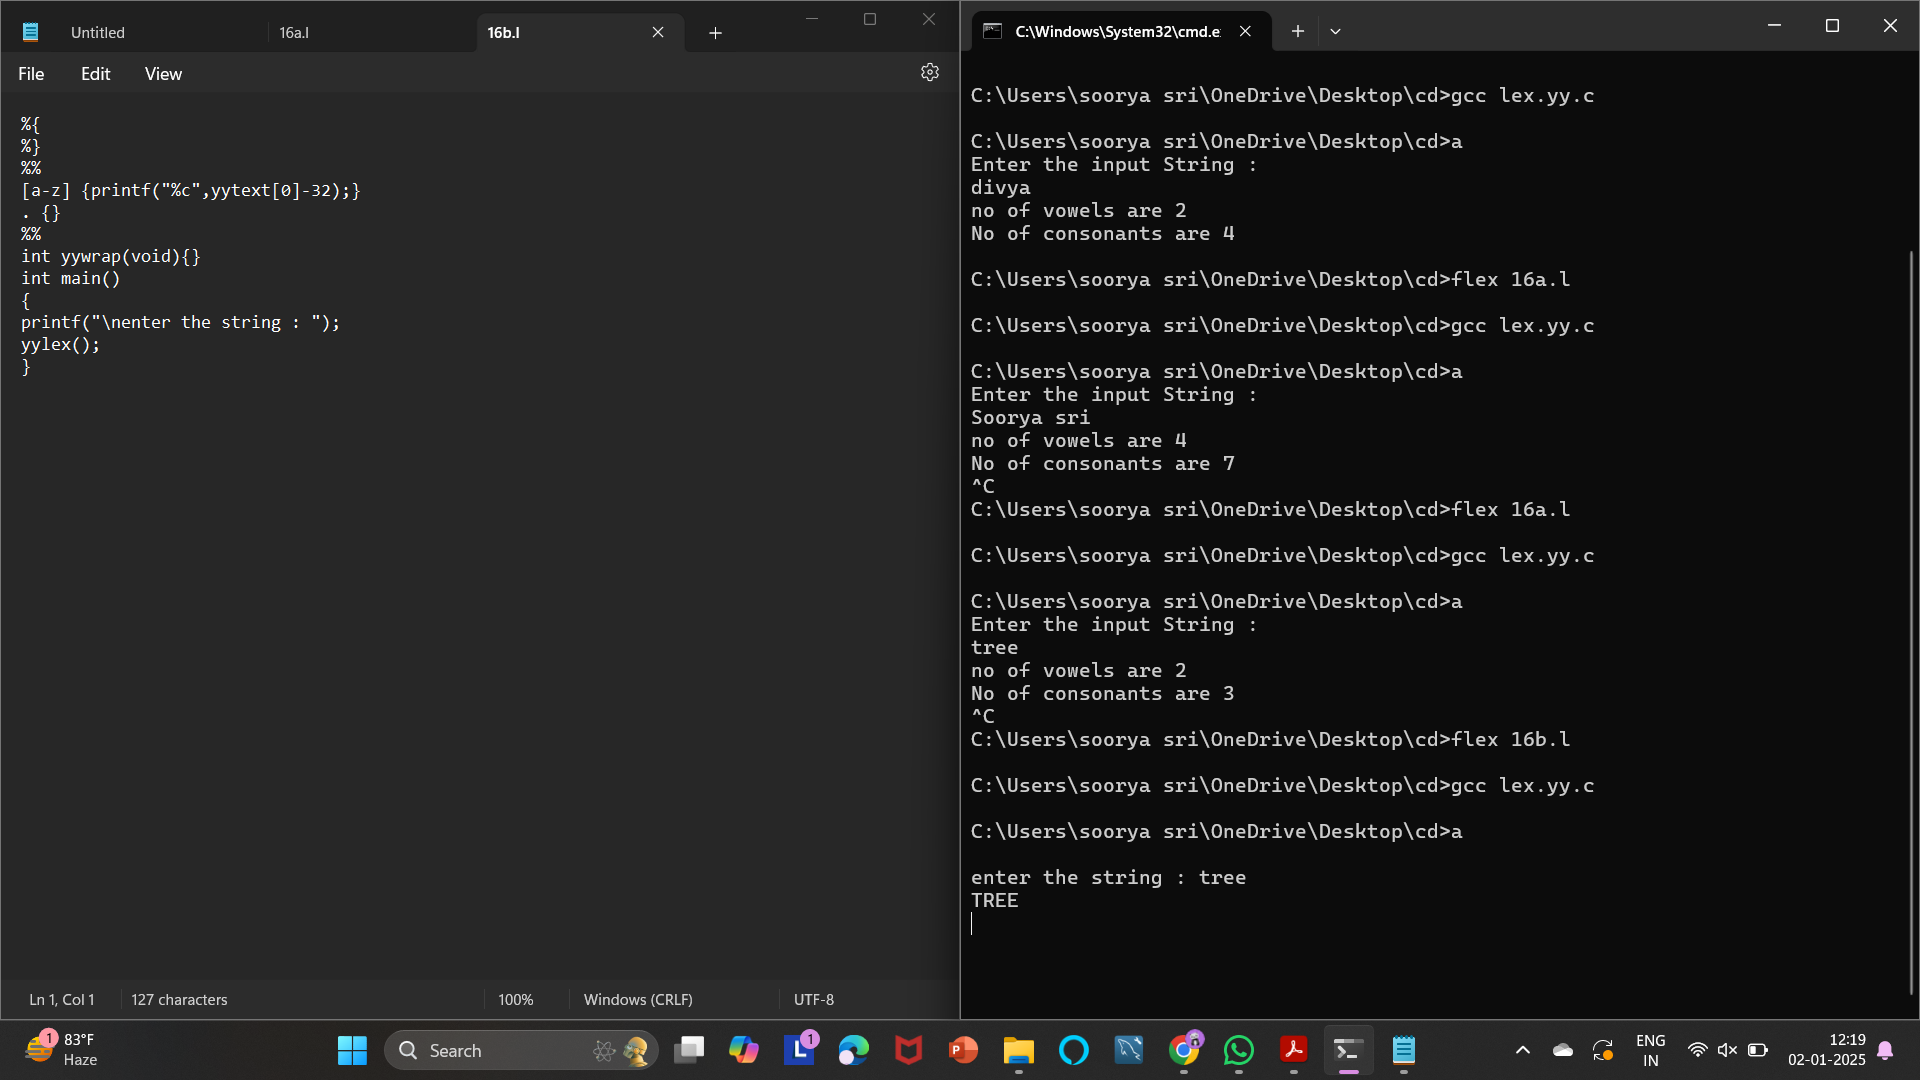 Untitled
16a.l
16b.l
File Edit View
%{
%}
%%
[a-z] {printf("%c",yytext[0]-32);}
. {}
%%
int yywrap(void){}
int main()
{
printf("\nenter the string : ");
yylex();
}
Ln 1, Col 1
127 characters
100%
Windows (CRLF)
UTF-8
C:\Windows\System32\cmd.e
C:\Users\soorya sri\OneDrive\Desktop\cd>gcc lex.yy.c
C:\Users\soorya sri\OneDrive\Desktop\cd>a
Enter the input String :
divya
no of vowels are 2
No of consonants are 4
C:\Users\soorya sri\OneDrive\Desktop\cd>flex 16a.l
C:\Users\soorya sri\OneDrive\Desktop\cd>gcc lex.yy.c
C:\Users\soorya sri\OneDrive\Desktop\cd>a
Enter the input String :
Soorya sri
no of vowels are 4
No of consonants are 7
^C
C:\Users\soorya sri\OneDrive\Desktop\cd>flex 16a.l
C:\Users\soorya sri\OneDrive\Desktop\cd>gcc lex.yy.c
C:\Users\soorya sri\OneDrive\Desktop\cd>a
Enter the input String :
tree
no of vowels are 2
No of consonants are 3
^C
C:\Users\soorya sri\OneDrive\Desktop\cd>flex 16b.l
C:\Users\soorya sri\OneDrive\Desktop\cd>gcc lex.yy.c
C:\Users\soorya sri\OneDrive\Desktop\cd>a
enter the string : tree
TREE
1
83°F
Haze
Search
L
1
P
ENG
IN
12:19
02-01-2025